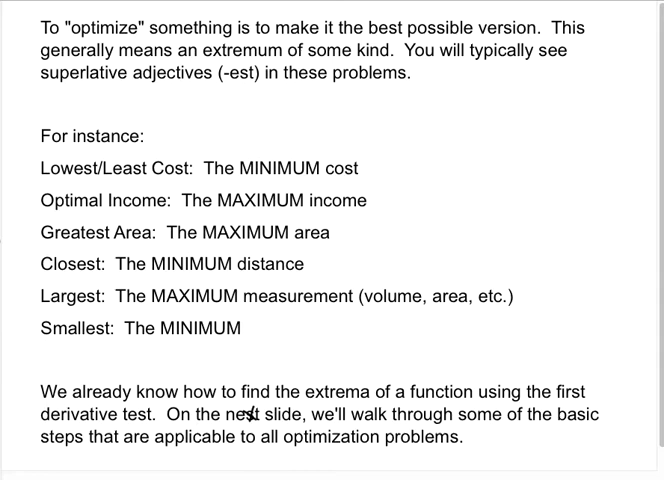 To "optimize" something is to make it the best possible version.  This
generally means an extremum of some kind.  You will typically see
superlative adjectives (-est) in these problems.
For instance:
Lowest/Least Cost:  The MINIMUM cost
Optimal Income:  The MAXIMUM income
Greatest Area:  The MAXIMUM area
Closest:  The MINIMUM distance
Largest:  The MAXIMUM measurement (volume, area, etc.)
Smallest:  The MINIMUM
We already know how to find the extrema of a function using the first
derivative test.  On the next slide, we'll walk through some of the basic
steps that are applicable to all optimization problems.